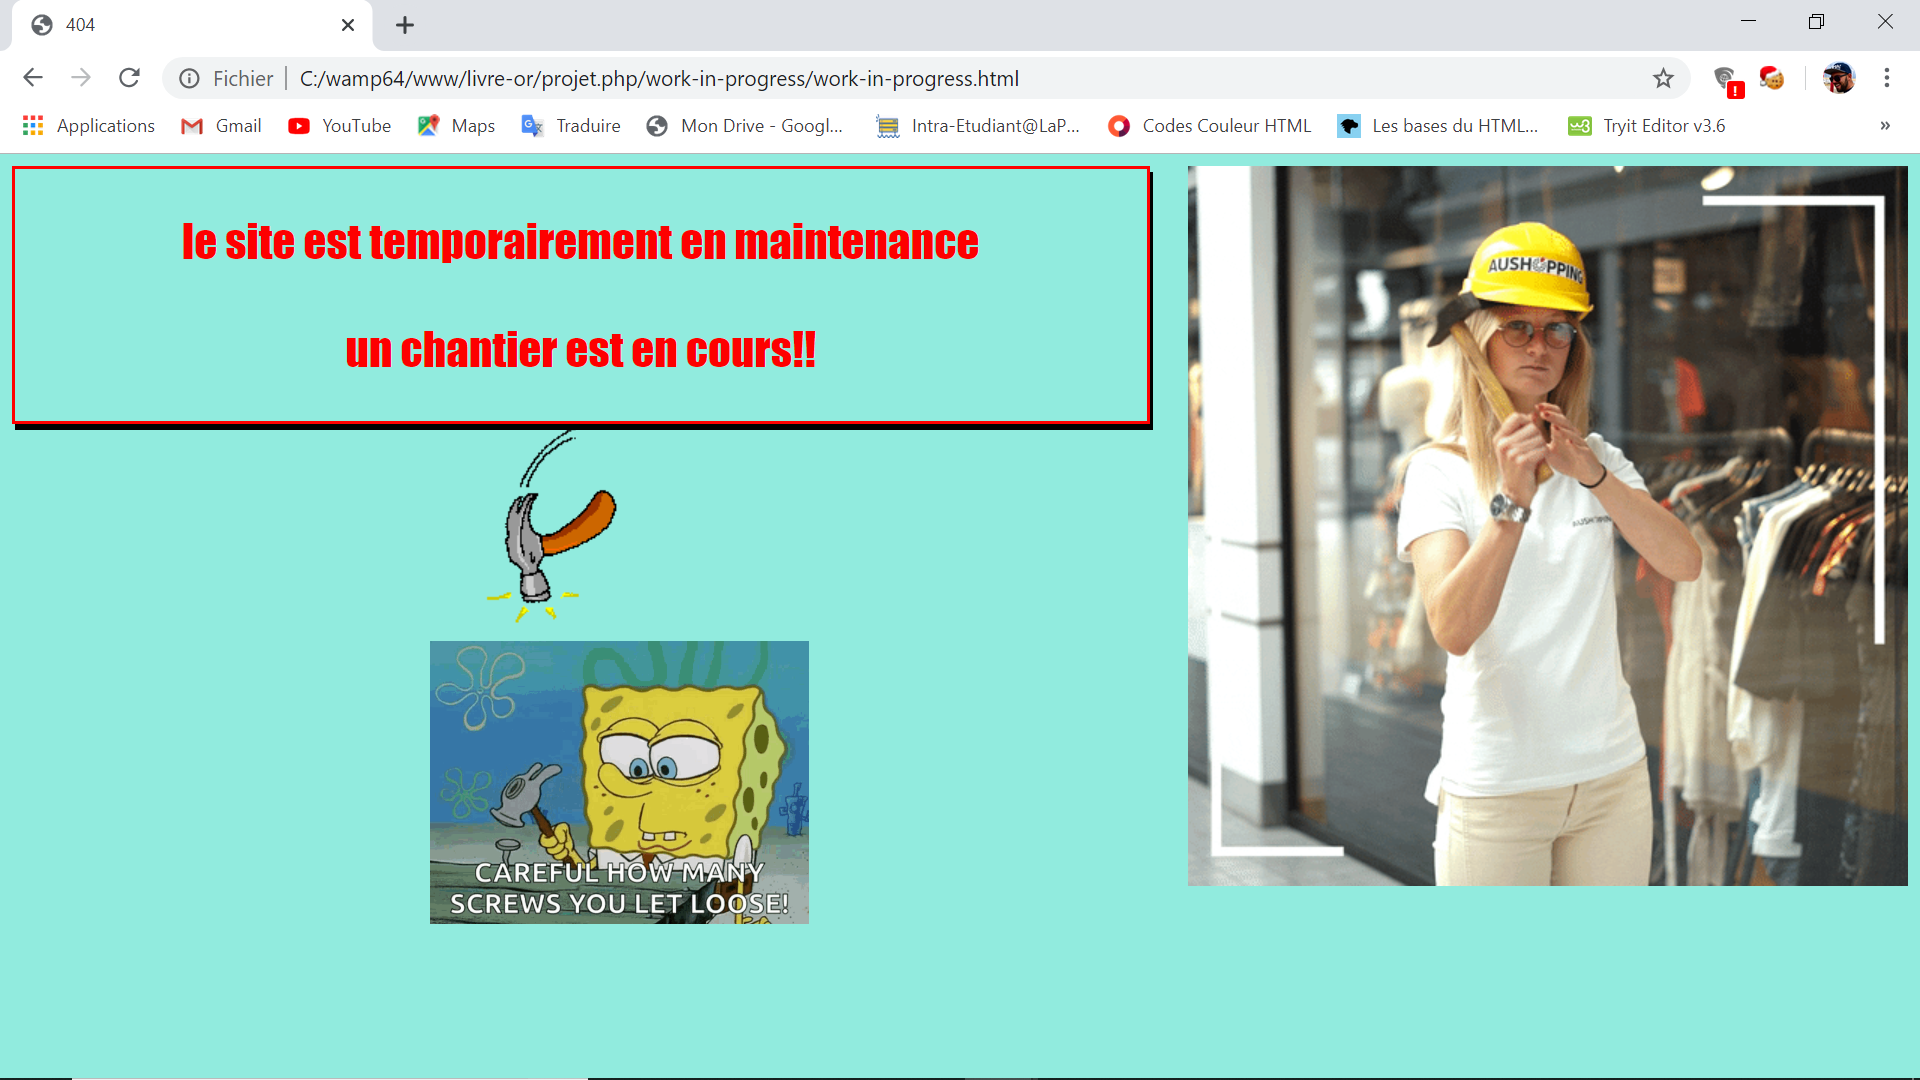 404
Fichier
C:/wamp64/www/livre-or/projet.php/work-in-progress/work-in-progress.html
Applications
Gmail
YouTube
Maps
Traduire
Mon Drive - Googl...
Intra-Etudiant@LaP...
Codes Couleur HTML
Les bases du HTML...
Tryit Editor v3.6
»
le site est temporairement en maintenance
un chantier est en cours!!
AUSHOPPING
AUSHOPPING
CAREFUL HOW MANY
SCREWS YOU LET LOOSE!